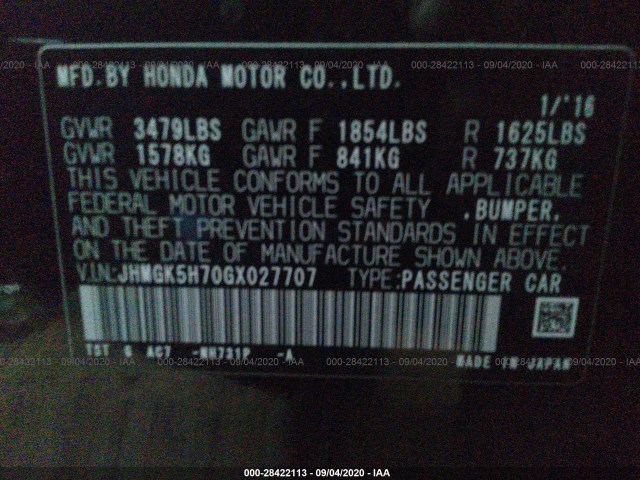 MFD.BY HONDA MOTOR CO.,LTD.
1/'16
GVWR 3479LBS GAWR F 1854LBS R 1625LBS
GVWR 1578KG GAWR F 841KG R 737KG
THIS VEHICLE CONFORMS TO ALL APPLICABLE
FEDERAL MOTOR VEHICLE SAFETY ,BUMPER,
AND THEFT PREVENTION STANDARDS IN EFFECT
ON THE DATE OF MANUFACTURE SHOWN ABOVE.
V.I.N:JHMGK5H70GX027707 TYPE:PASSENGER CAR
-A
MADE IN JAPAN
000-28422113 - 09/04/2020 - IAA